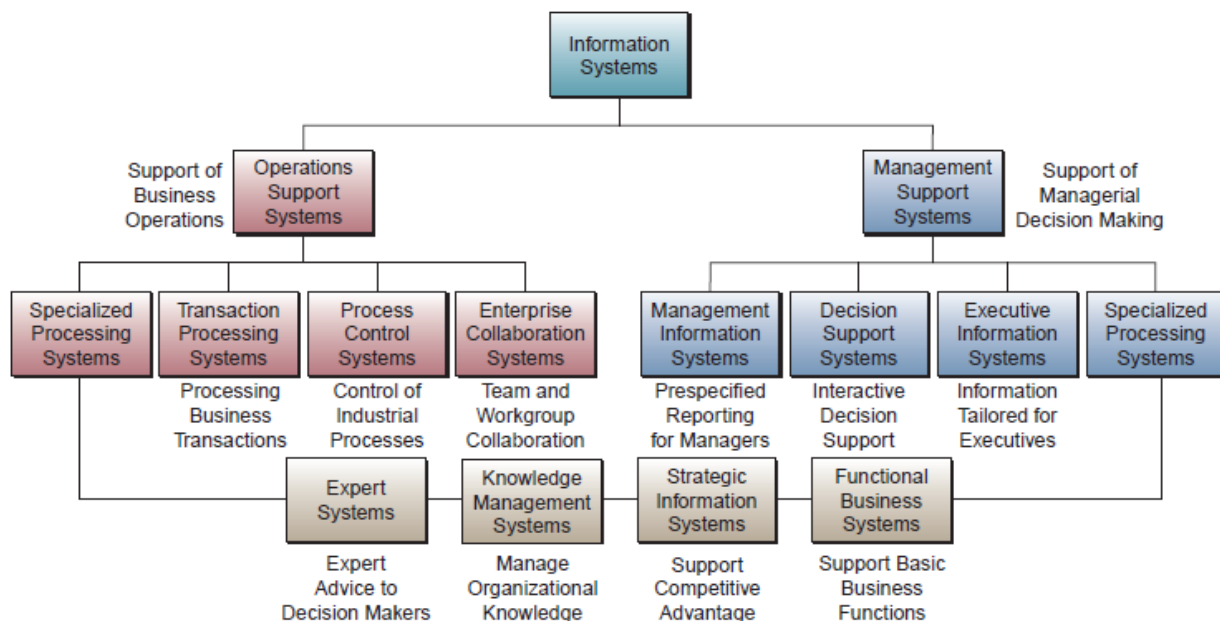 Information
Systems
Support of
Business
Operations
Operations
Support
Systems
Management
Support
Systems
Support of
Managerial
Decision Making
Specialized
Processing
Systems
Transaction
Processing
Systems
Process
Control
Systems
Enterprise
Collaboration
Systems
Management
Information
Systems
Decision
Support
Systems
Executive
Information
Systems
Specialized
Processing
Systems
Processing
Business
Transactions
Control of
Industrial
Processes
Team and
Workgroup
Collaboration
Prespecified
Reporting
for Managers
Interactive
Decision
Support
Information
Tailored for
Executives
Expert
Systems
Knowledge
Management
Systems
Strategic
Information
Systems
Functional
Business
Systems
Expert
Advice to
Decision Makers
Manage
Organizational
Knowledge
Support
Competitive
Advantage
Support Basic
Business
Functions